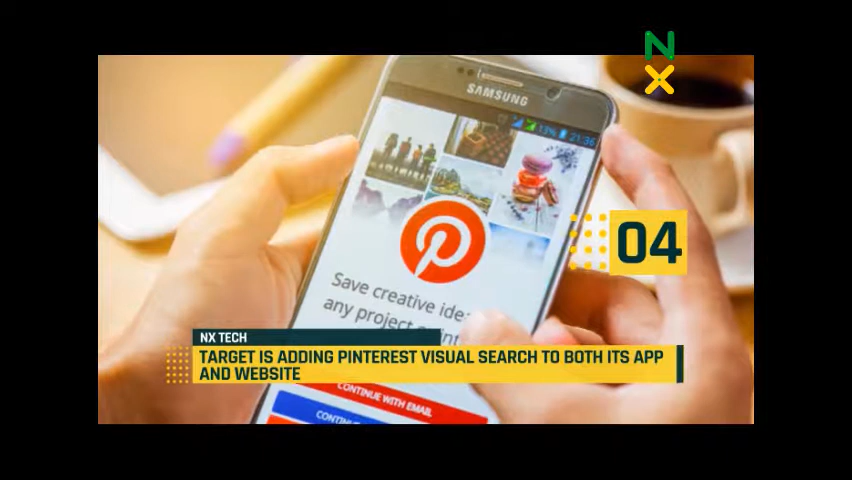 NX
SAMSUNG
13% 21:36
04
Save creative
any project
NX TECH
TARGET IS ADDING PINTEREST VISUAL SEARCH TO BOTH ITS APP
AND WEBSITE
CONTINUE WITH EMAIL
CONTINUE